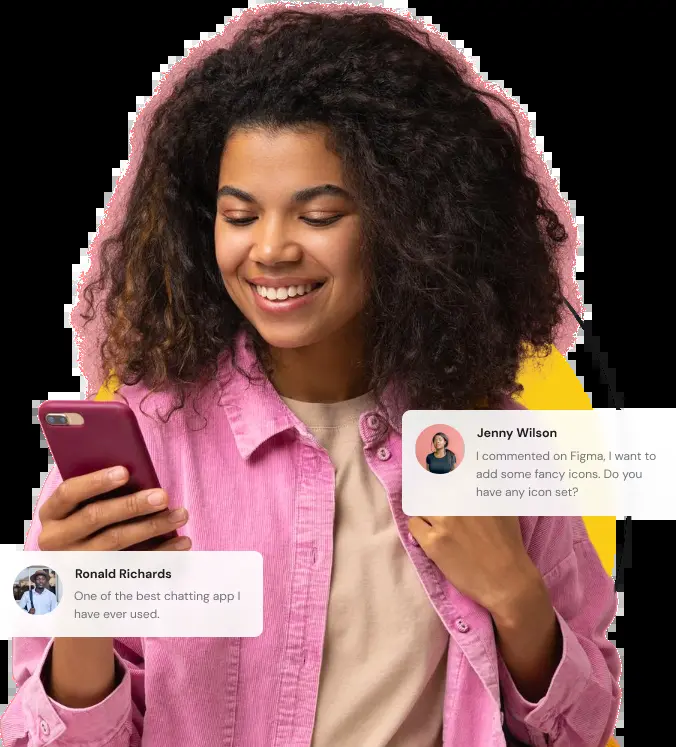 Jenny Wilson
I commented on Figma, I want to
add some fancy icons. Do you
have any icon set?
Ronald Richards
One of the best chatting app I
have ever used.